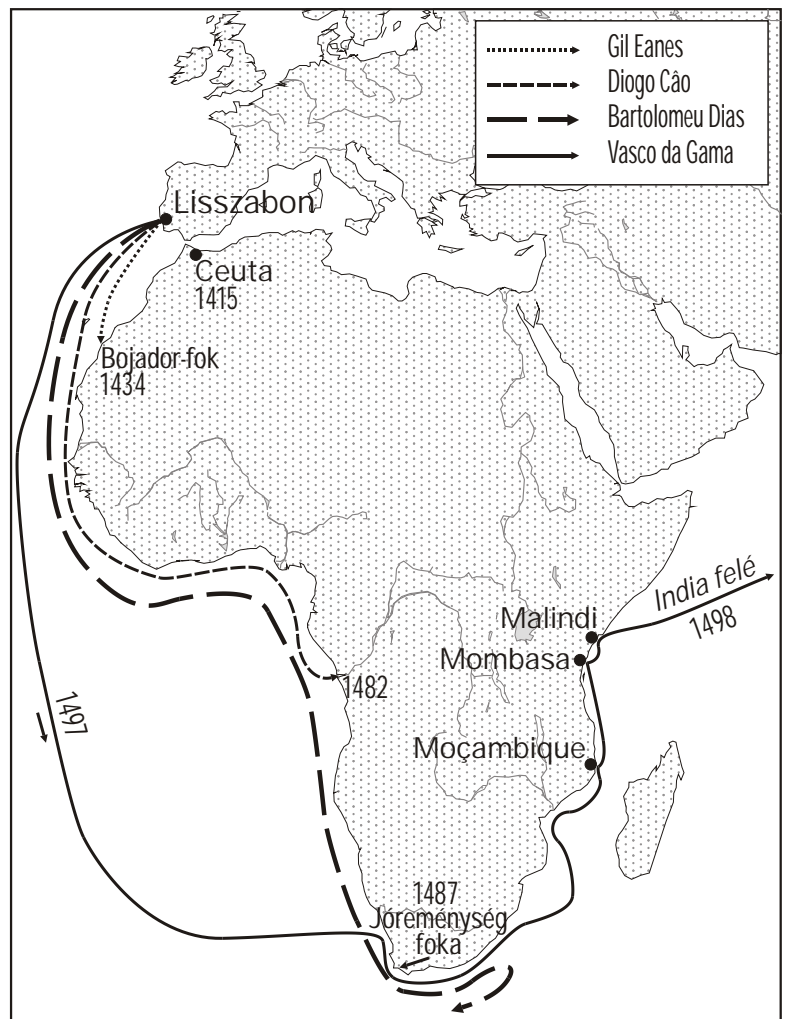 Gil Eanes
Diogo Câo
Bartolomeu Dias
Vasco da Gama
Lisszabon
Ceuta
1415
Bojador-fok
1434
India felé
1498
Malindi
Mombasa
1482
1497
Moçambique
1487
Jóreménység
foka